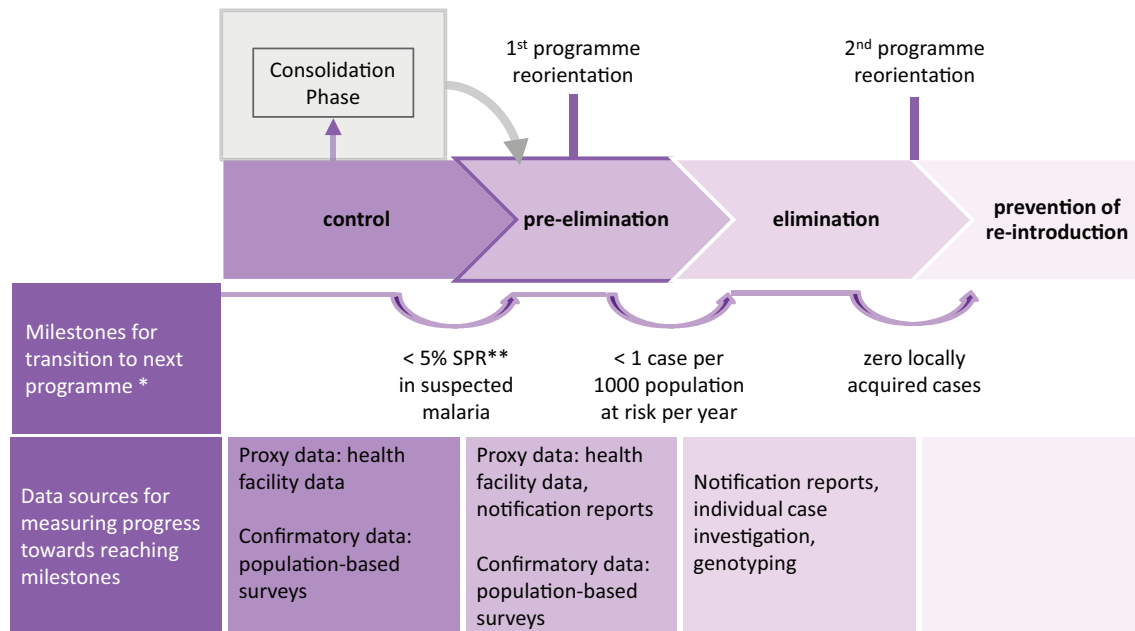 Consolidation
Phase
1st programme
reorientation
2nd programme
reorientation
control
pre-elimination
elimination
prevention of
re-introduction
Milestones for
transition to next
programme *
< 5% SPR**
in suspected
malaria
< 1 case per
1000 population
at risk per year
zero locally
acquired cases
Data sources for
measuring progress
towards reaching
milestones
Proxy data: health
facility data
Confirmatory data:
population-based
surveys
Proxy data: health
facility data,
notification reports
Confirmatory data:
population-based
surveys
Notification reports,
individual case
investigation,
genotyping